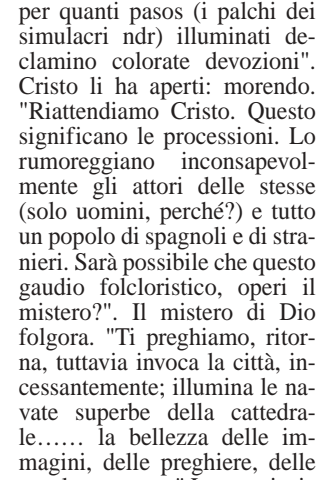 per quanti pasos (i palchi dei
simulacri ndr) illuminati de-
clamino colorate devozioni".
Cristo li ha aperti: morendo.
"Riattendiamo Cristo. Questo
significano le processioni. Lo
rumoreggiano inconsapevol-
mente gli attori delle stesse
(solo uomini, perché?) e tutto
un popolo di spagnoli e di stra-
nieri. Sarà possibile che questo
gaudio folcloristico, operi il
mistero?". Il mistero di Dio
folgora. "Ti preghiamo, ritor-
na, tuttavia invoca la città, in-
cessantemente; illumina le na-
vate superbe della cattedra-
le…… la bellezza delle im-
magini, delle preghiere, delle